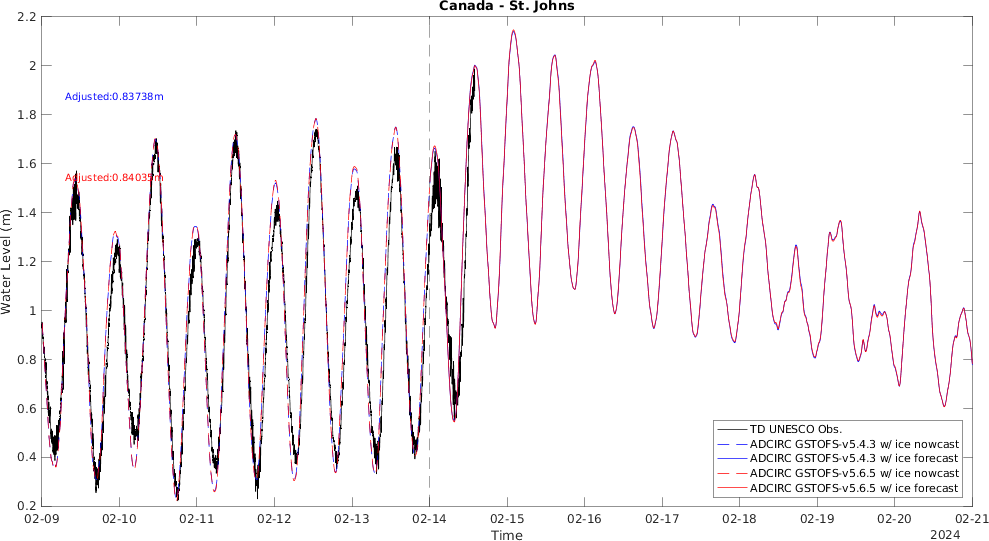 Canada - St. Johns
2.2
2
1.8
1.6
1.4
1.2
1
0.8
0.6
0.4
0.2
Water Level (m)
Adjusted:0.83738m
Adjusted:0.84035m
TD UNESCO Obs.
ADCIRC GSTOFS-v5.4.3 w/ ice nowcast
ADCIRC GSTOFS-v5.4.3 w/ ice forecast
ADCIRC GSTOFS-v5.6.5 w/ ice nowcast
ADCIRC GSTOFS-v5.6.5 w/ ice forecast
02-09 02-10 02-11 02-12 02-13 02-14 02-15 02-16 02-17 02-18 02-19 02-20 02-21
Time
2024